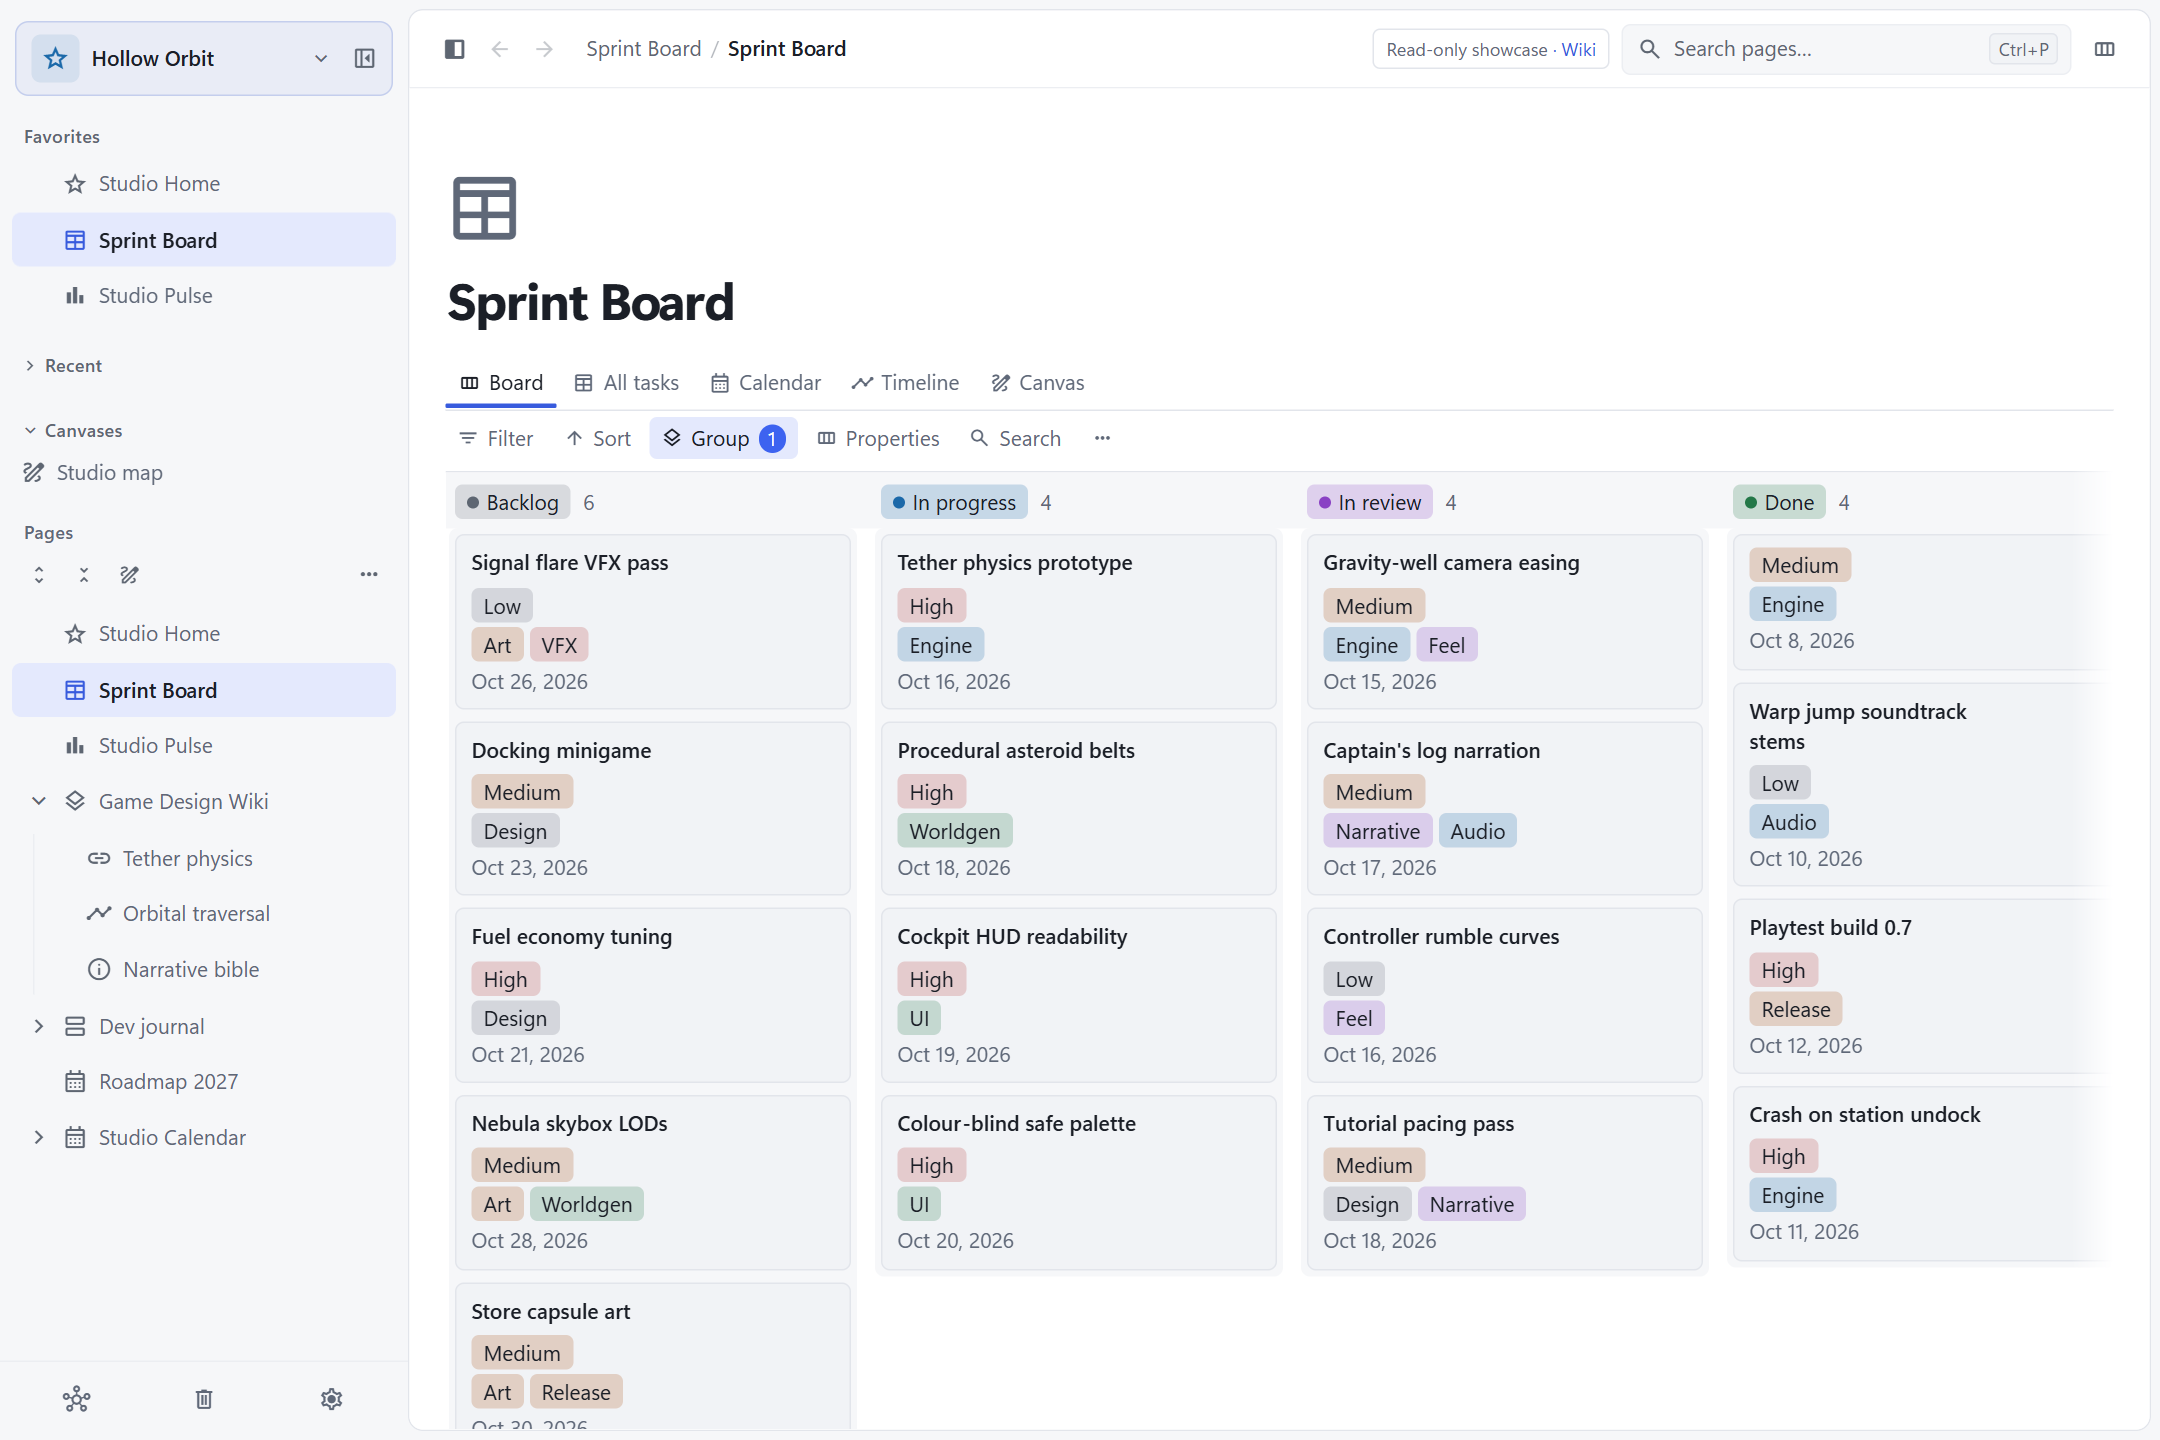 Hollow Orbit
Favorites
Studio Home
Sprint Board
Studio Pulse
Recent
Canvases
Studio map
Pages
Studio Home
Sprint Board
Studio Pulse
Game Design Wiki
Tether physics
Orbital traversal
Narrative bible
Dev journal
Roadmap 2027
Studio Calendar
Sprint Board / Sprint Board
Read-only showcase · Wiki
Search pages...
Ctrl+P
Sprint Board
Board
All tasks
Calendar
Timeline
Canvas
Filter
Sort
Group 1
Properties
Search
Backlog 6
Signal flare VFX pass
Low
Art VFX
Oct 26, 2026
Docking minigame
Medium
Design
Oct 23, 2026
Fuel economy tuning
High
Design
Oct 21, 2026
Nebula skybox LODs
Medium
Art Worldgen
Oct 28, 2026
Store capsule art
Medium
Art Release
Oct 30, 2026
In progress 4
Tether physics prototype
High
Engine
Oct 16, 2026
Procedural asteroid belts
High
Worldgen
Oct 18, 2026
Cockpit HUD readability
High
UI
Oct 19, 2026
Colour-blind safe palette
High
UI
Oct 20, 2026
In review 4
Gravity-well camera easing
Medium
Engine Feel
Oct 15, 2026
Captain's log narration
Medium
Narrative Audio
Oct 17, 2026
Controller rumble curves
Low
Feel
Oct 16, 2026
Tutorial pacing pass
Medium
Design Narrative
Oct 18, 2026
Done 4
Medium
Engine
Oct 8, 2026
Warp jump soundtrack
stems
Low
Audio
Oct 10, 2026
Playtest build 0.7
High
Release
Oct 12, 2026
Crash on station undock
High
Engine
Oct 11, 2026